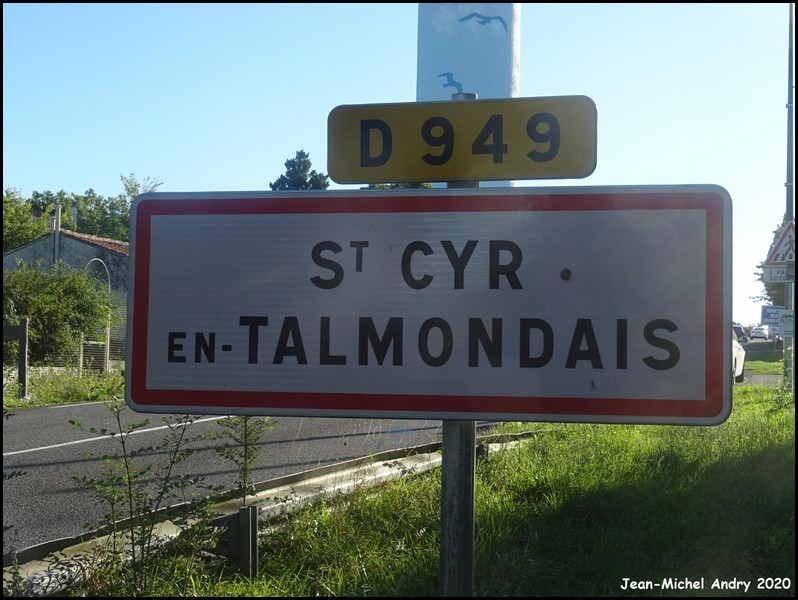 D 949
ST CYR
EN-TALMONDAIS
Jean-Michel Andry 2020